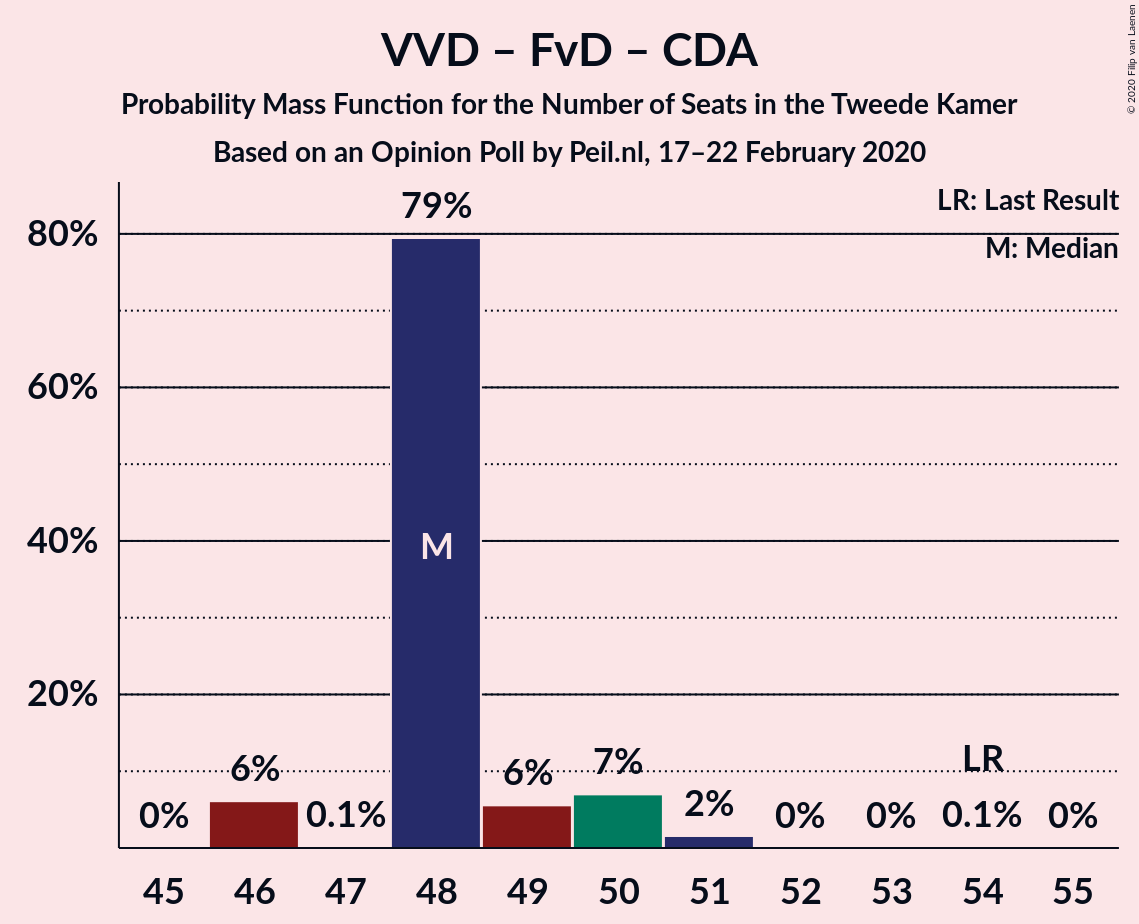 VVD – FvD – CDA
Probability Mass Function for the Number of Seats in the Tweede Kamer
Based on an Opinion Poll by Peil.nl, 17–22 February 2020
© 2020 Filip van Laenen
LR: Last Result
M: Median
80%
60%
40%
20%
0%
6%
0.1%
79%
M
6%
7%
2%
0%
0%
LR
0.1%
0%
45 46 47 48 49 50 51 52 53 54 55